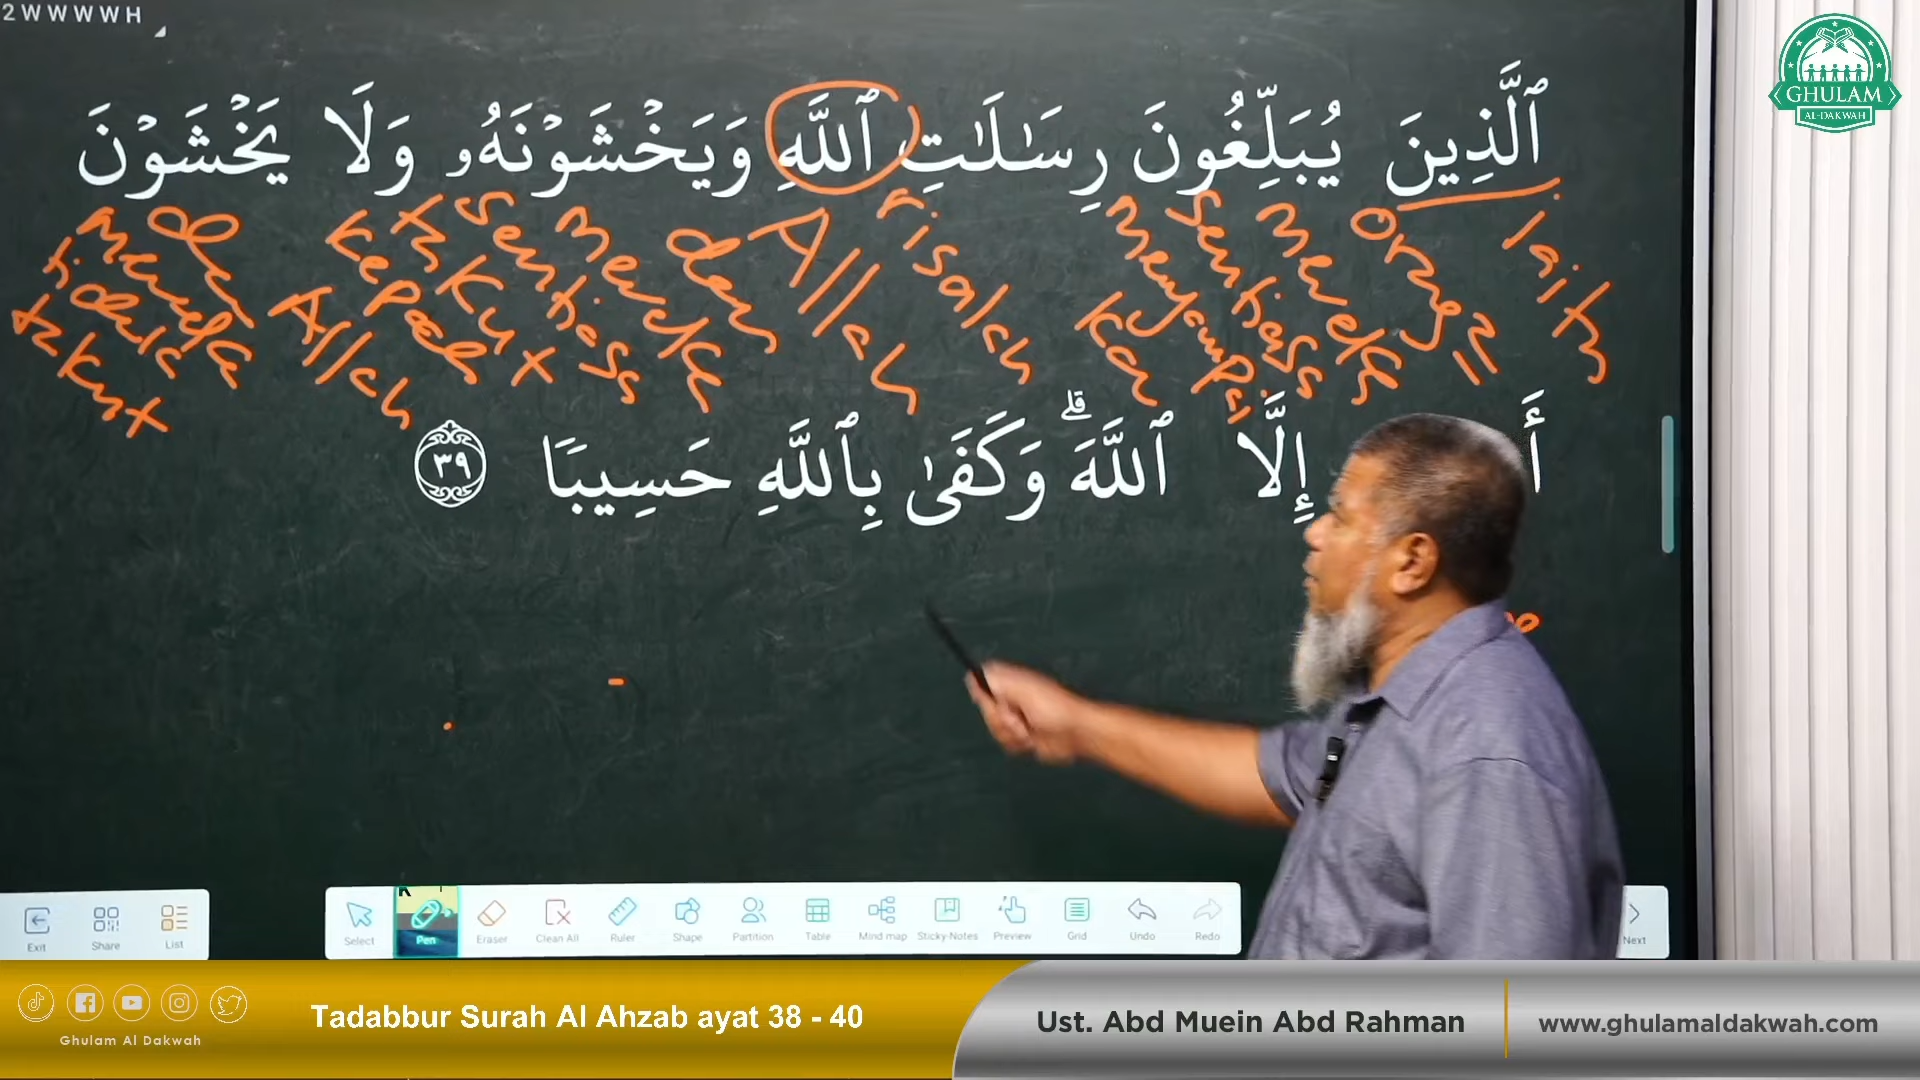 2WWWWH
GHULAM
AL-DAKWAH
ٱلَّذِينَ يُبَلِّغُونَ رِسَـٰلَـٰتِ ٱللَّهِ وَيَخْشَوْنَهُۥ وَلَا يَخْشَوْنَ
iaitu
orang=
mereka
sentiasa
menyampai
kan
risalah
Allah
dan
mereka
sentiasa
takut
kepada
Allah
dan
mereka
tidak
takut
إِلَّا ٱللَّهَ ۗ وَكَفَىٰ بِٱللَّهِ حَسِيبًا ٣٩
Exit
Share
List
Select
Pen
Eraser
Clean All
Ruler
Shape
Partition
Table
Mind map
Sticky-Notes
Preview
Grid
Undo
Redo
Next
Ghulam Al Dakwah
Tadabbur Surah Al Ahzab ayat 38 - 40
Ust. Abd Muein Abd Rahman
www.ghulamaldakwah.com